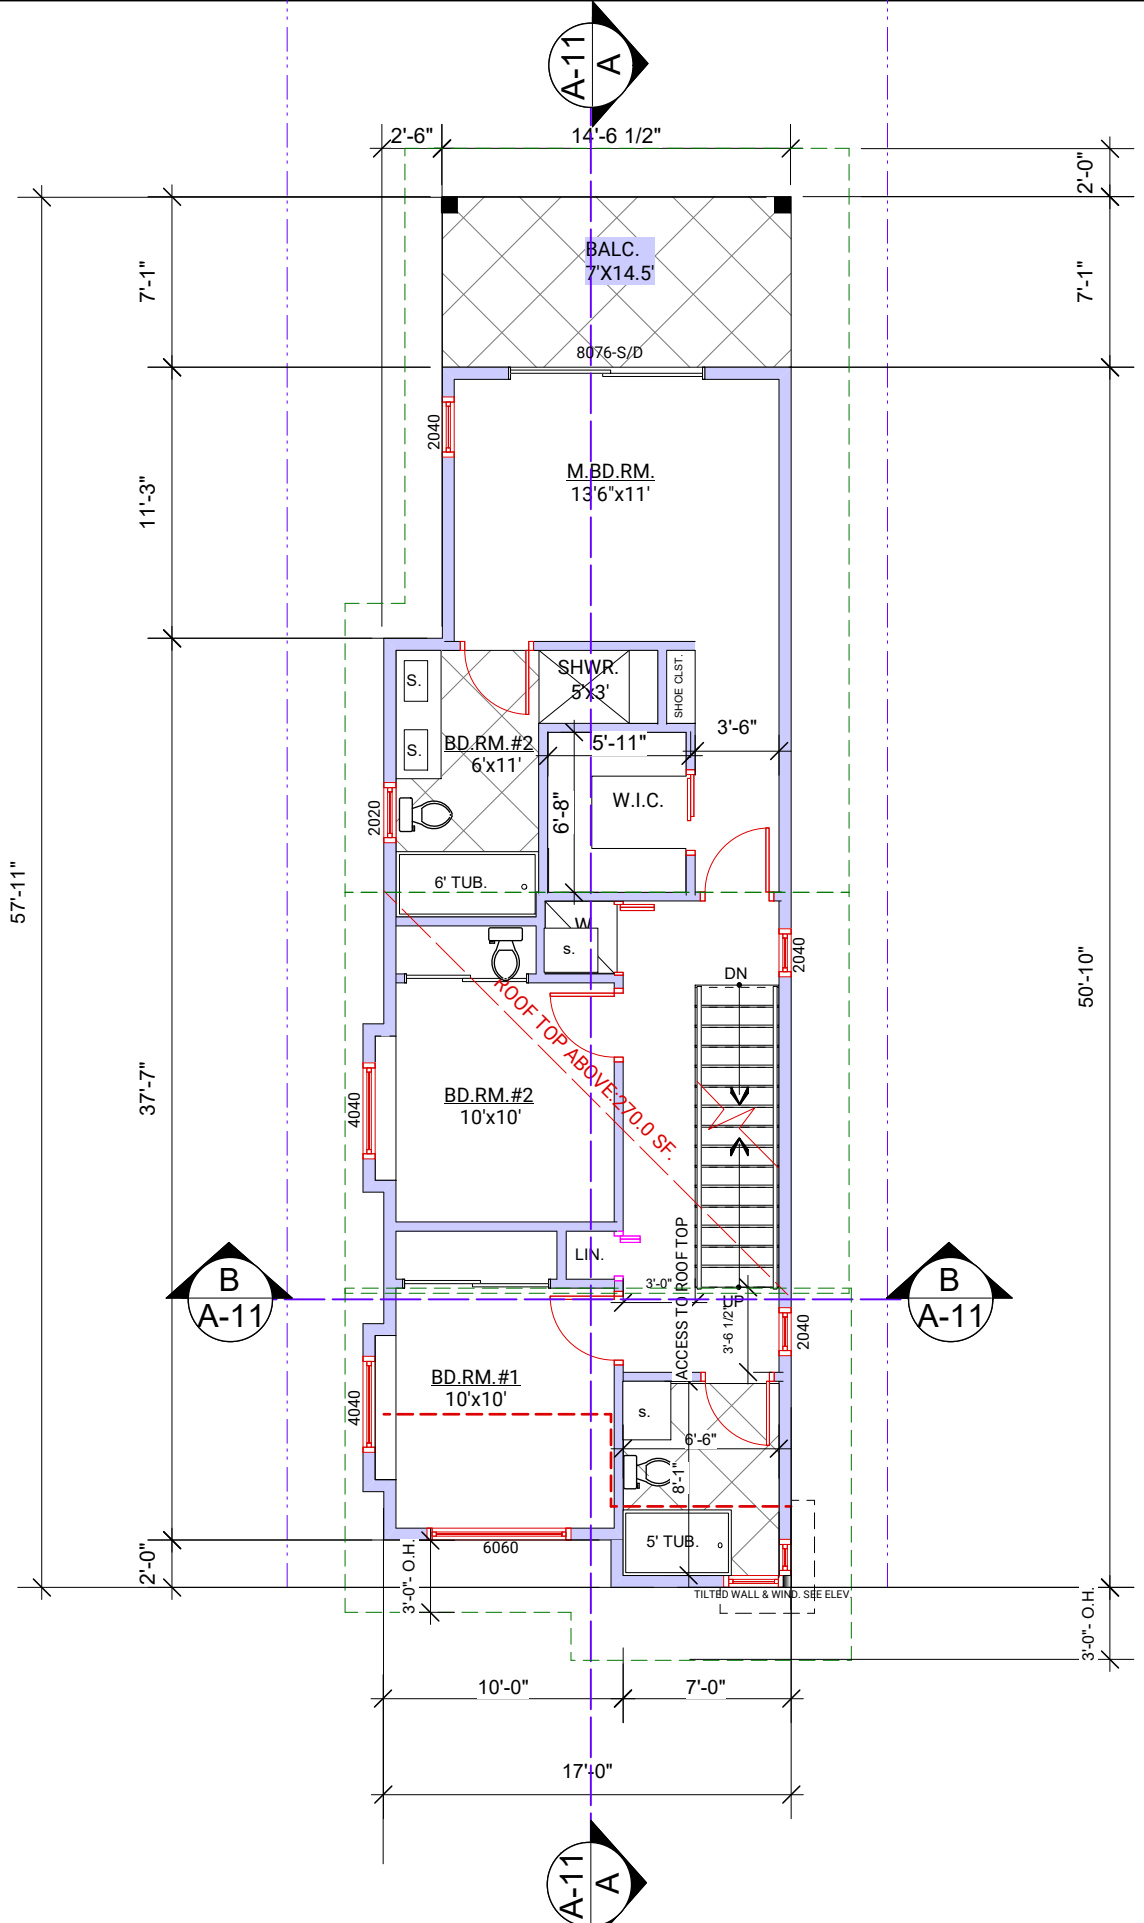 A-11
A
2'-6"
14'-6 1/2"
2'-0"
7'-1"
BALC.
7'X14.5'
7'-1"
8076-S/D
2040
M.BD.RM.
13'6"x11'
11'-3"
S.
SHWR.
5'x3'
SHOE CLST.
S.
BD.RM.#2
6'x11'
5'-11"
3'-6"
2020
6'-8"
W.I.C.
57'-11"
6' TUB.
W
s.
2040
DN
50'-10"
ROOF TOP ABOVE:270.0 SF.
37'-7"
4040
BD.RM.#2
10'x10'
LIN.
ACCESS TO ROOF TOP
3'-0"
UP
3'-6 1/2"
B
A-11
B
A-11
2040
BD.RM.#1
10'x10'
4040
s.
6'-6"
8'-1"
5' TUB.
6060
2'-0"
3'-0"- O.H.
TILTED WALL & WIND. SEE ELEV.
3'-0"- O.H.
10'-0"
7'-0"
17'-0"
A-11
A